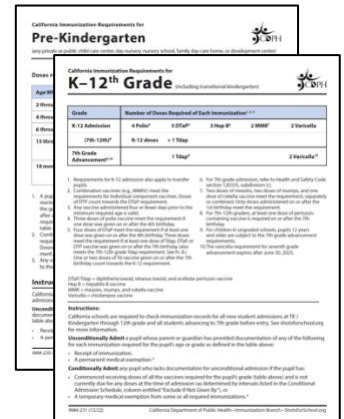 California Immunization Requirements for
Pre-Kindergarten
(any private or public child care center, day nursery, nursery school, family day care home, or development center)
CDPH
Doses r
Age Wh
2 throu
4 throu
6 throu
15 thro
18 mon
California Immunization Requirements for
K–12th Grade (including transitional kindergarten)
CDPH
Grade Number of Doses Required of Each Immunization
K-12 Admission 4 Polio 5 DTaP 3 Hep B 2 MMR 2 Varicella
(7th-12th) K-12 doses + 1 Tdap
7th Grade
Advancement 1 Tdap 2 Varicella
1. Requirements for K-12 admission also apply to transfer
pupils.
2. Combination vaccines (e.g., MMRV) meet the
requirements for individual component vaccines. Doses
of DTP count towards the DTaP requirement.
3. Any vaccine administered four or fewer days prior to the
minimum required age is valid.
4. Three doses of polio vaccine meet the requirement if
one dose was given on or after the 4th birthday.
5. Four doses of DTaP meet the requirement if at least one
dose was given on or after the 4th birthday. Three doses
meet the requirement if at least one dose of Tdap, DTaP or
DTP vaccine was given on or after the 7th birthday (also
meets the 7th-12th grade Tdap requirement. See fn. 8.)
One or two doses of Td vaccine given on or after the 7th
birthday count towards the K-12 requirement.
6. For 7th grade admission, refer to Health and Safety Code
section 120335, subdivision (c).
7. Two doses of measles, two doses of mumps, and one
dose of rubella vaccine meet the requirement, separately
or combined. Only doses administered on or after the
1st birthday meet the requirement.
8. For 7th-12th graders, at least one dose of pertussis-
containing vaccine is required on or after the 7th
birthday.
9. For children in ungraded schools, pupils 12 years
and older are subject to the 7th grade advancement
requirements.
10. The varicella requirement for seventh grade
advancement expires after June 30, 2025.
DTaP/Tdap = diphtheria toxoid, tetanus toxoid, and acellular pertussis vaccine
Hep B = hepatitis B vaccine
MMR = measles, mumps, and rubella vaccine
Varicella = chickenpox vaccine
Instructions:
California schools are required to check immunization records for all new student admissions at TK /
Kindergarten through 12th grade and all students advancing to 7th grade before entry. See shotsforschool.org
for more information.
Unconditionally Admit a pupil whose parent or guardian has provided documentation of any of the following
for each immunization required for the pupil's age or grade as defined in the table above:
• Receipt of immunization.
• A permanent medical exemption.*
Conditionally Admit any pupil who lacks documentation for unconditional admission if the pupil has:
• Commenced receiving doses of all the vaccines required for the pupil's grade (table above) and is not
currently due for any doses at the time of admission (as determined by intervals listed in the Conditional
Admission Schedule, column entitled "Exclude If Not Given By"), or
• A temporary medical exemption from some or all required immunizations.*
IMM-231 (12/22) California Department of Public Health • Immunization Branch • ShotsForSchool.org